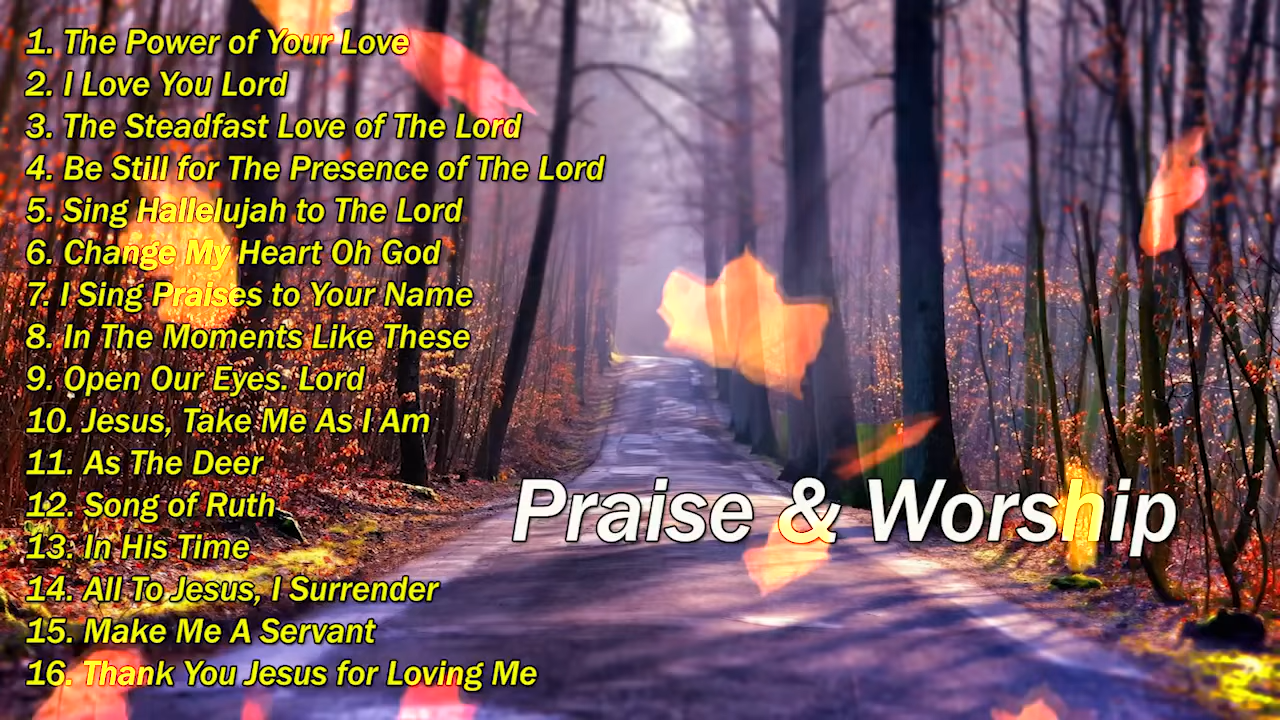 1. The Power of Your Love
2. I Love You Lord
3. The Steadfast Love of The Lord
4. Be Still for The Presence of The Lord
5. Sing Hallelujah to The Lord
6. Change My Heart Oh God
7. I Sing Praises to Your Name
8. In The Moments Like These
9. Open Our Eyes. Lord
10. Jesus, Take Me As I Am
11. As The Deer
12. Song of Ruth
13. In His Time
14. All To Jesus, I Surrender
15. Make Me A Servant
16. Thank You Jesus for Loving Me
Praise & Worship